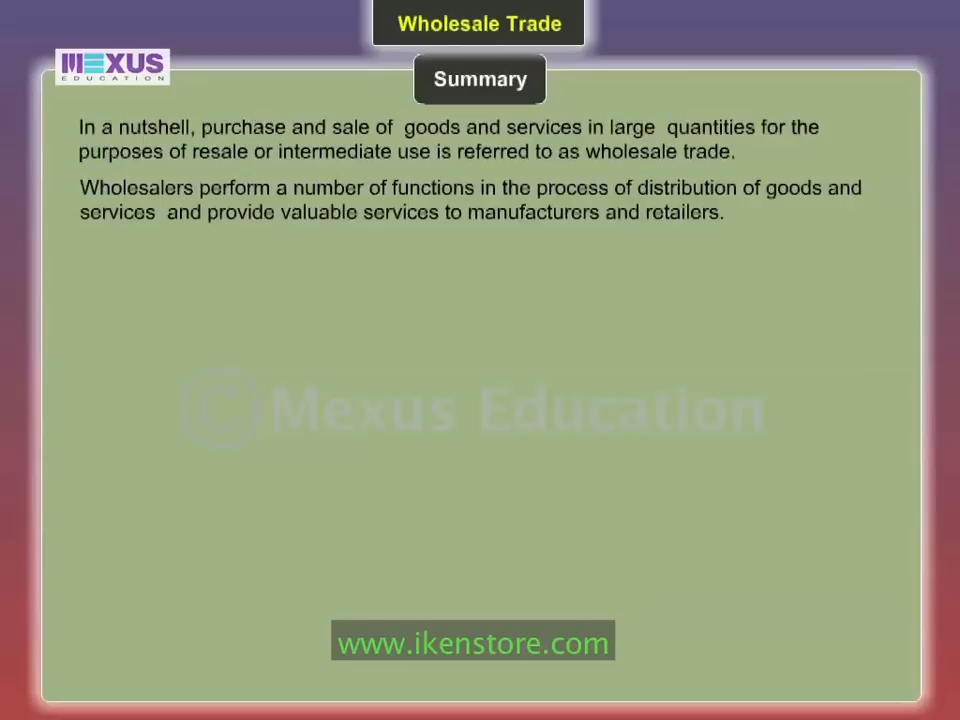 Wholesale Trade
MEXUS
EDUCATION
Summary
In a nutshell, purchase and sale of goods and services in large quantities for the
purposes of resale or intermediate use is referred to as wholesale trade.
Wholesalers perform a number of functions in the process of distribution of goods and
services and provide valuable services to manufacturers and retailers.
© Mexus Education
www.ikenstore.com